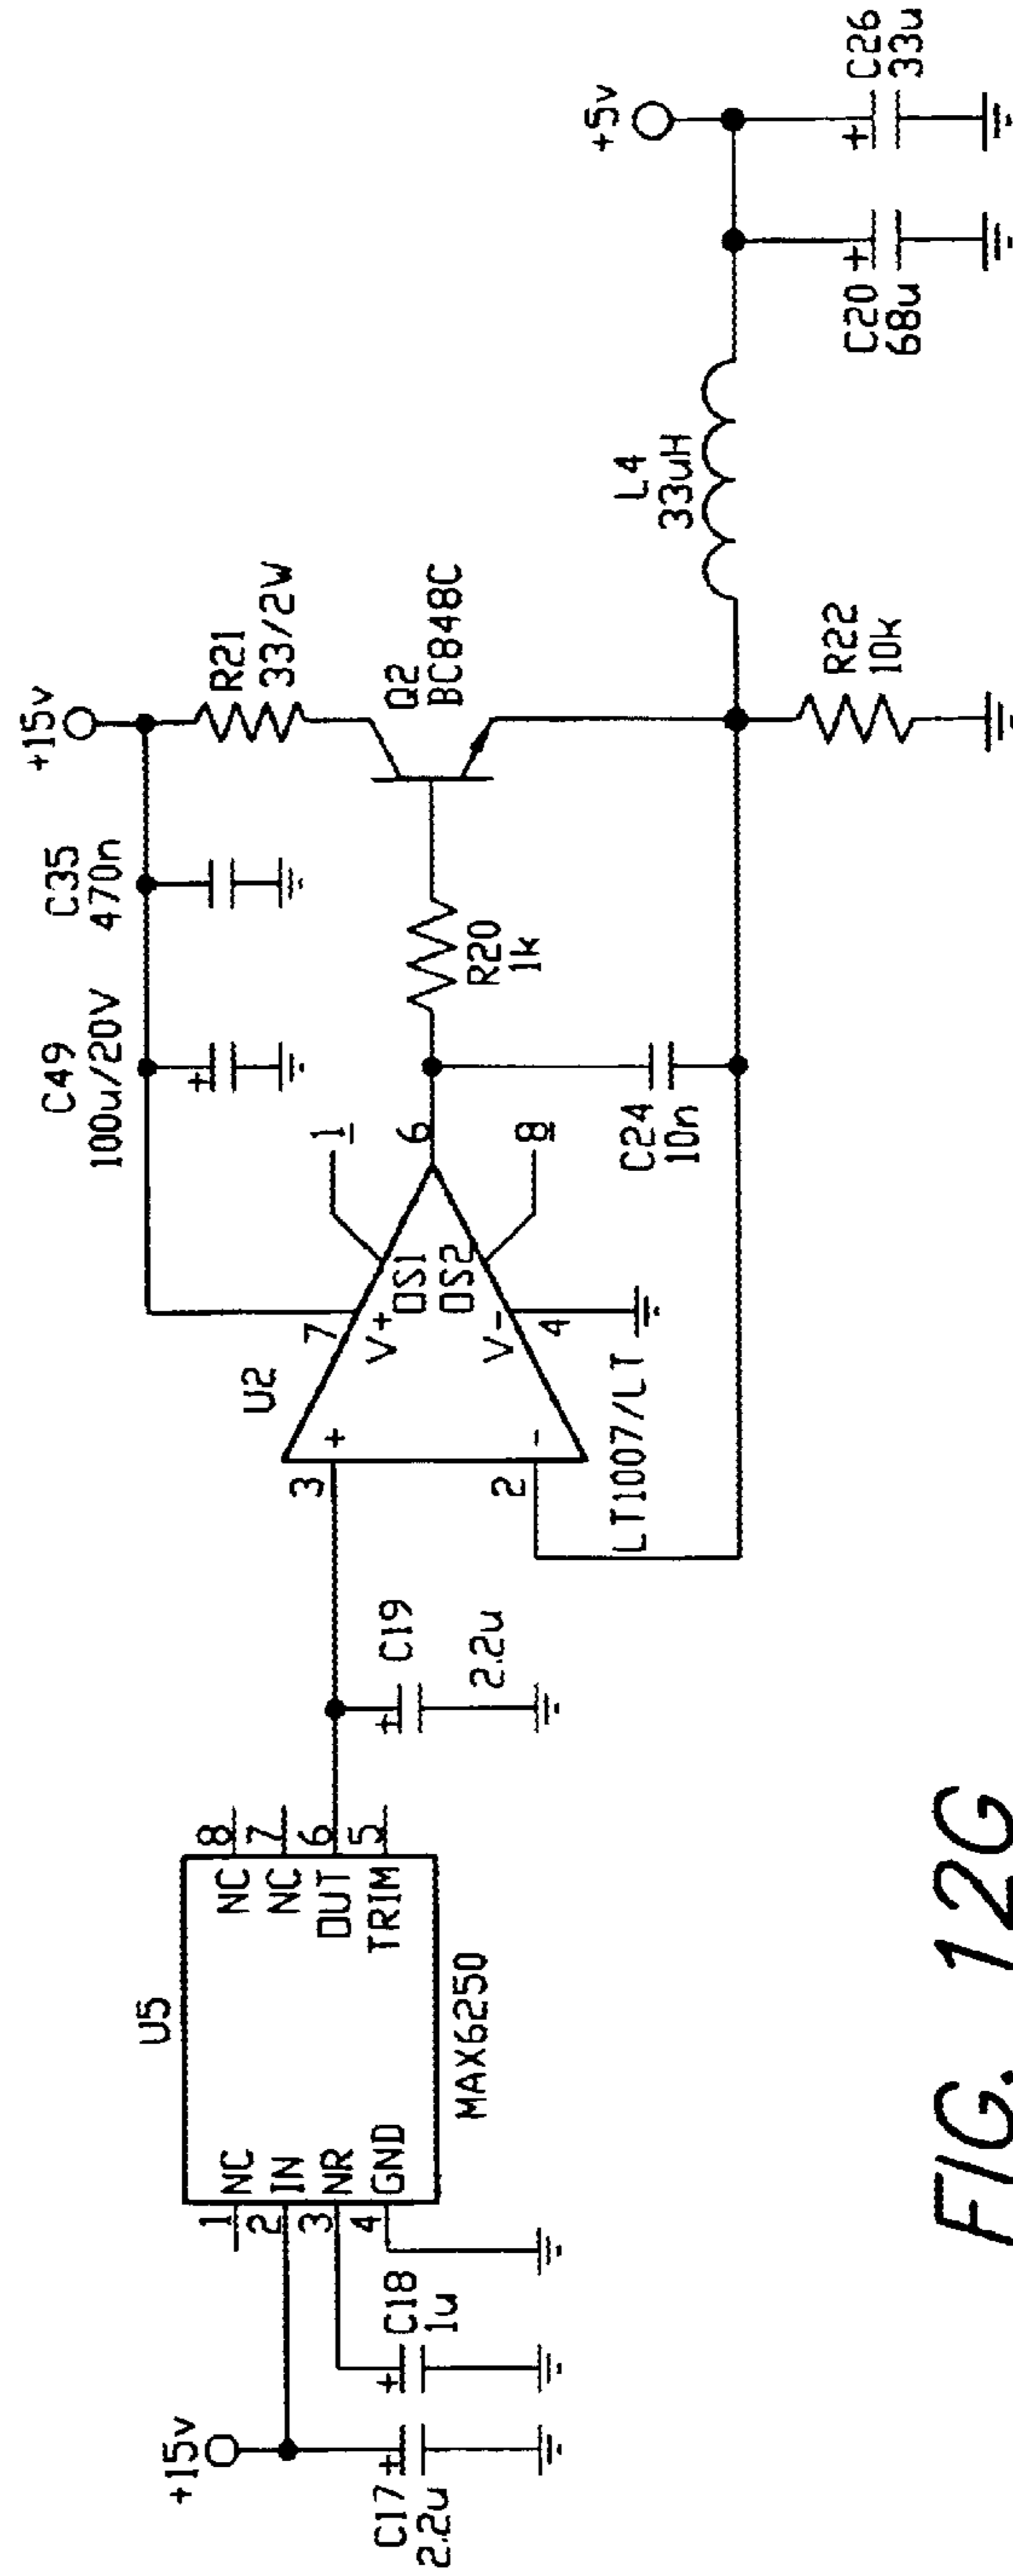 +15v
C17
2.2u
C18
1u
U5
1
NC
2
IN
3
NR
4
GND
NC
8
NC
7
OUT
6
TRIM
5
MAX6250
+
+
+
C19
2.2u
U2
3
+
2
-
7
V+
V-
4
OS1
OS2
1
6
8
LT1007/LT
C49
100u/20V
+
C35
470n
+15v
R21
33/2W
R20
1k
C24
10n
Q2
BC848C
R22
10k
L4
33uH
+5v
C20
68u
+
C26
33u
+
FIG. 12G